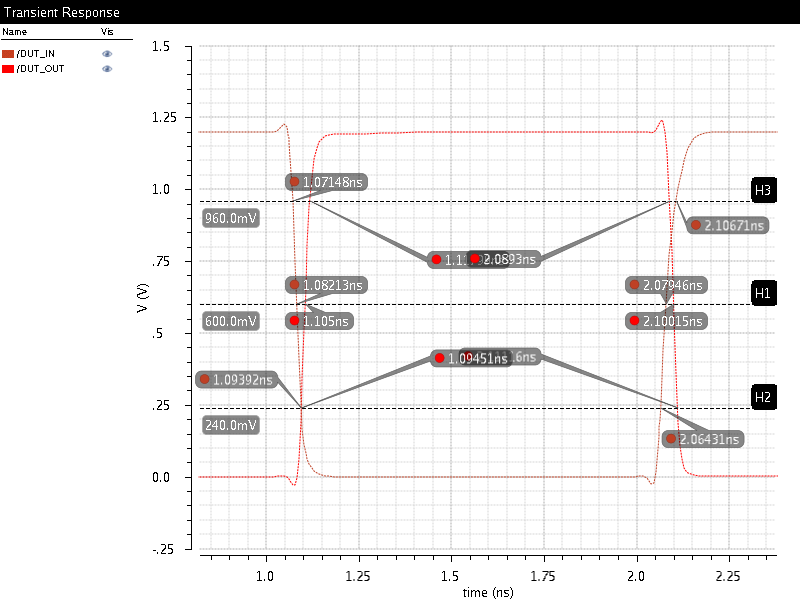 Transient Response
Name Vis
/DUT_IN
/DUT_OUT
1.5
1.25
1.0
.75
.5
.25
0.0
-.25
V (V)
1.07148ns
H3
960.0mV
2.10671ns
2.0893ns
1.08213ns
2.07946ns
H1
600.0mV
1.105ns
2.10015ns
1.09451ns
1.09392ns
H2
240.0mV
2.06431ns
1.0 1.25 1.5 1.75 2.0 2.25
time (ns)